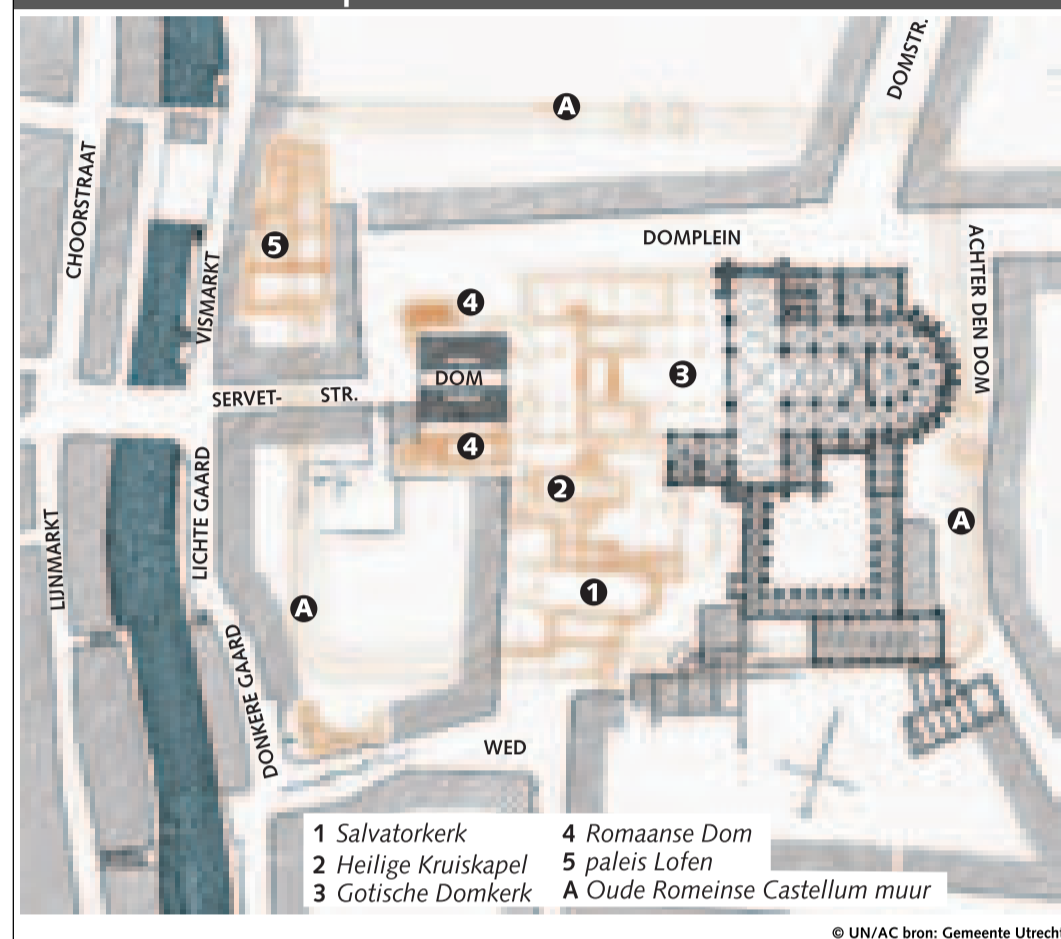 DOMSTR.
A
CHOORSTRAAT
5
DOMPLEIN
ACHTER DEN DOM
VISMARKT
4
3
DOM
SERVET- STR.
4
2
LICHTE GAARD
LIJNMARKT
A
A
1
DONKERE GAARD
WED
1 Salvatorkerk
2 Heilige Kruiskapel
3 Gotische Domkerk
4 Romaanse Dom
5 paleis Lofen
A Oude Romeinse Castellum muur
© UN/AC bron: Gemeente Utrech